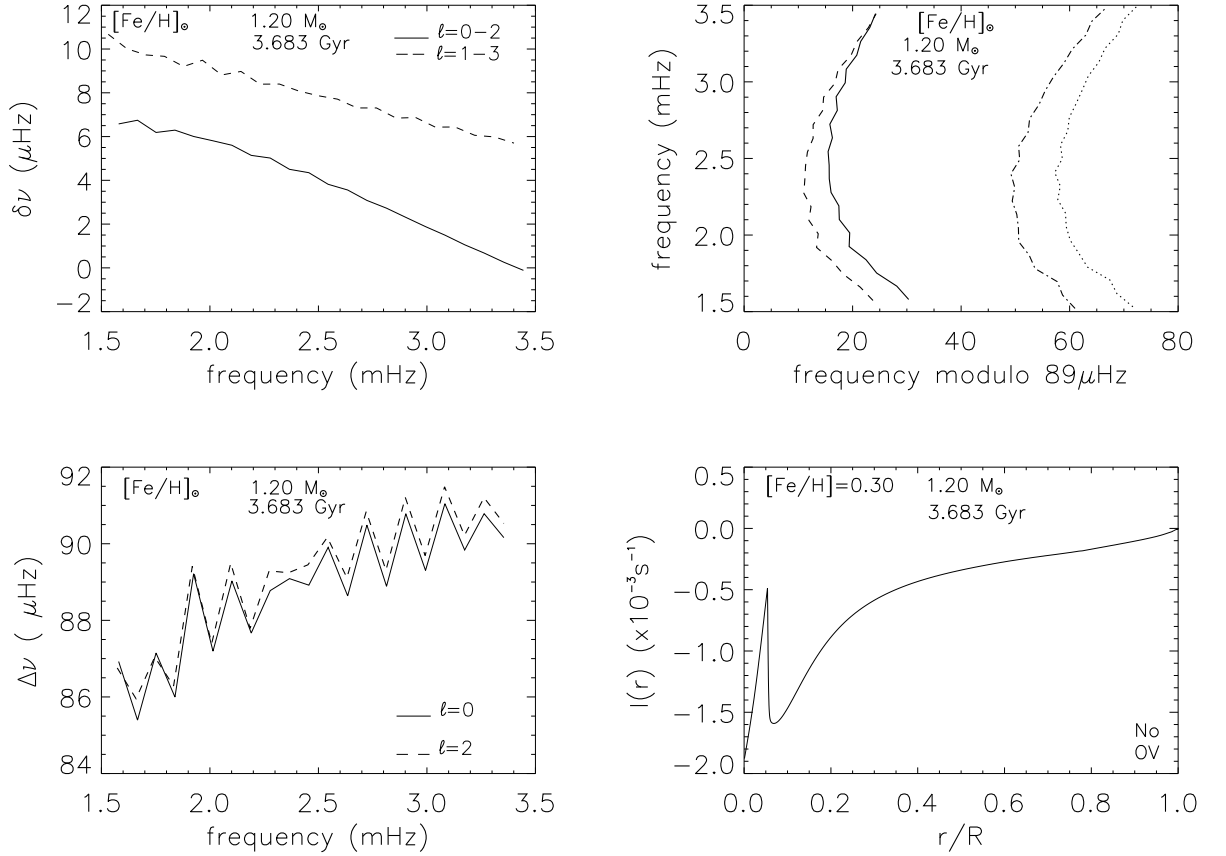 [Fe/H]⊙ 1.20 M⊙
3.683 Gyr
ℓ=0−2
ℓ=1−3
12
10
8
6
4
2
0
−2
δν (μHz)
1.5 2.0 2.5 3.0 3.5
frequency (mHz)
[Fe/H]⊙
1.20 M⊙
3.683 Gyr
3.5
3.0
2.5
2.0
1.5
frequency (mHz)
0 20 40 60 80
frequency modulo 89μHz
[Fe/H]⊙ 1.20 M⊙
3.683 Gyr
92
90
88
86
84
Δν ( μHz)
ℓ=0
ℓ=2
1.5 2.0 2.5 3.0 3.5
frequency (mHz)
[Fe/H]=0.30 1.20 M⊙
3.683 Gyr
0.5
0.0
−0.5
−1.0
−1.5
−2.0
I(r) (x10⁻³s⁻¹)
No
OV
0.0 0.2 0.4 0.6 0.8 1.0
r/R